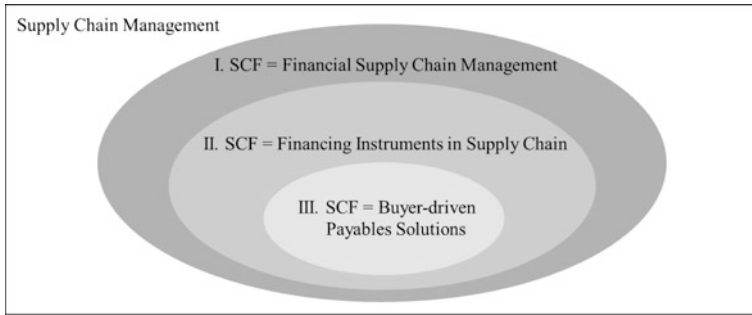 Supply Chain Management
I. SCF = Financial Supply Chain Management
II. SCF = Financing Instruments in Supply Chain
III. SCF = Buyer-driven
Payables Solutions